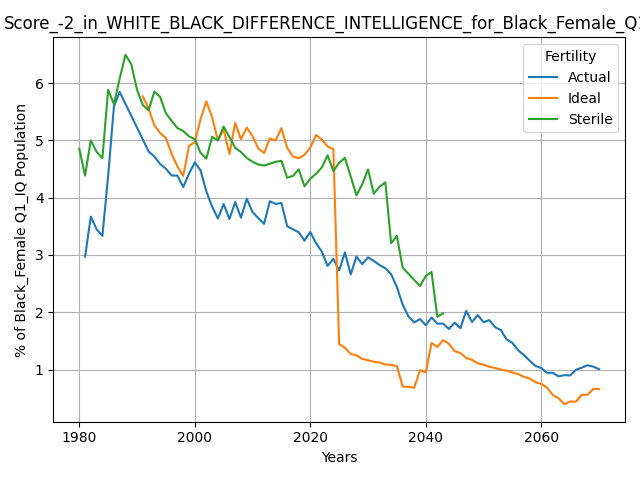 Score_-2_in_WHITE_BLACK_DIFFERENCE_INTELLIGENCE_for_Black_Female_Q1
Fertility
Actual
Ideal
Sterile
% of Black_Female Q1_IQ Population
6
5
4
3
2
1
1980 2000 2020 2040 2060
Years